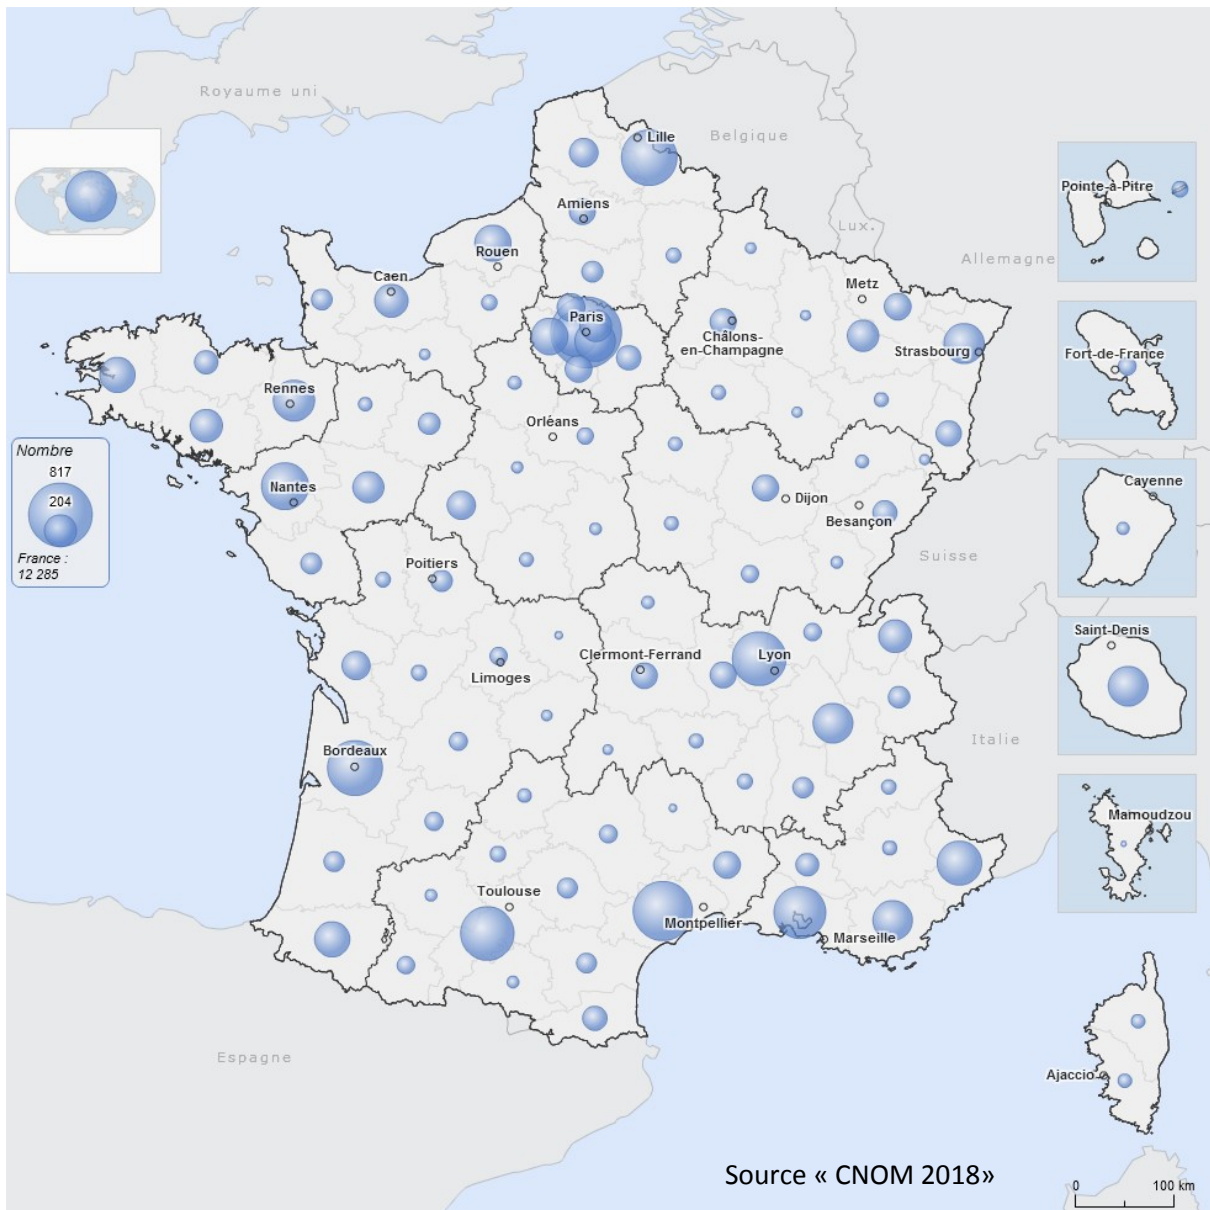 Royaume uni
Belgique
Lille
Pointe-à-Pitre
Amiens
Lux.
Allemagne
Rouen
Caen
Metz
Paris
Châlons-
en-Champagne
Strasbourg
Fort-de-France
Rennes
Orléans
Nombre
817
204
France :
12 285
Nantes
Dijon
Besançon
Cayenne
Suisse
Poitiers
Saint-Denis
Clermont-Ferrand
Lyon
Limoges
Italie
Bordeaux
Mamoudzou
Toulouse
Montpellier
Marseille
Espagne
Ajaccio
Source « CNOM 2018»
0 100 km